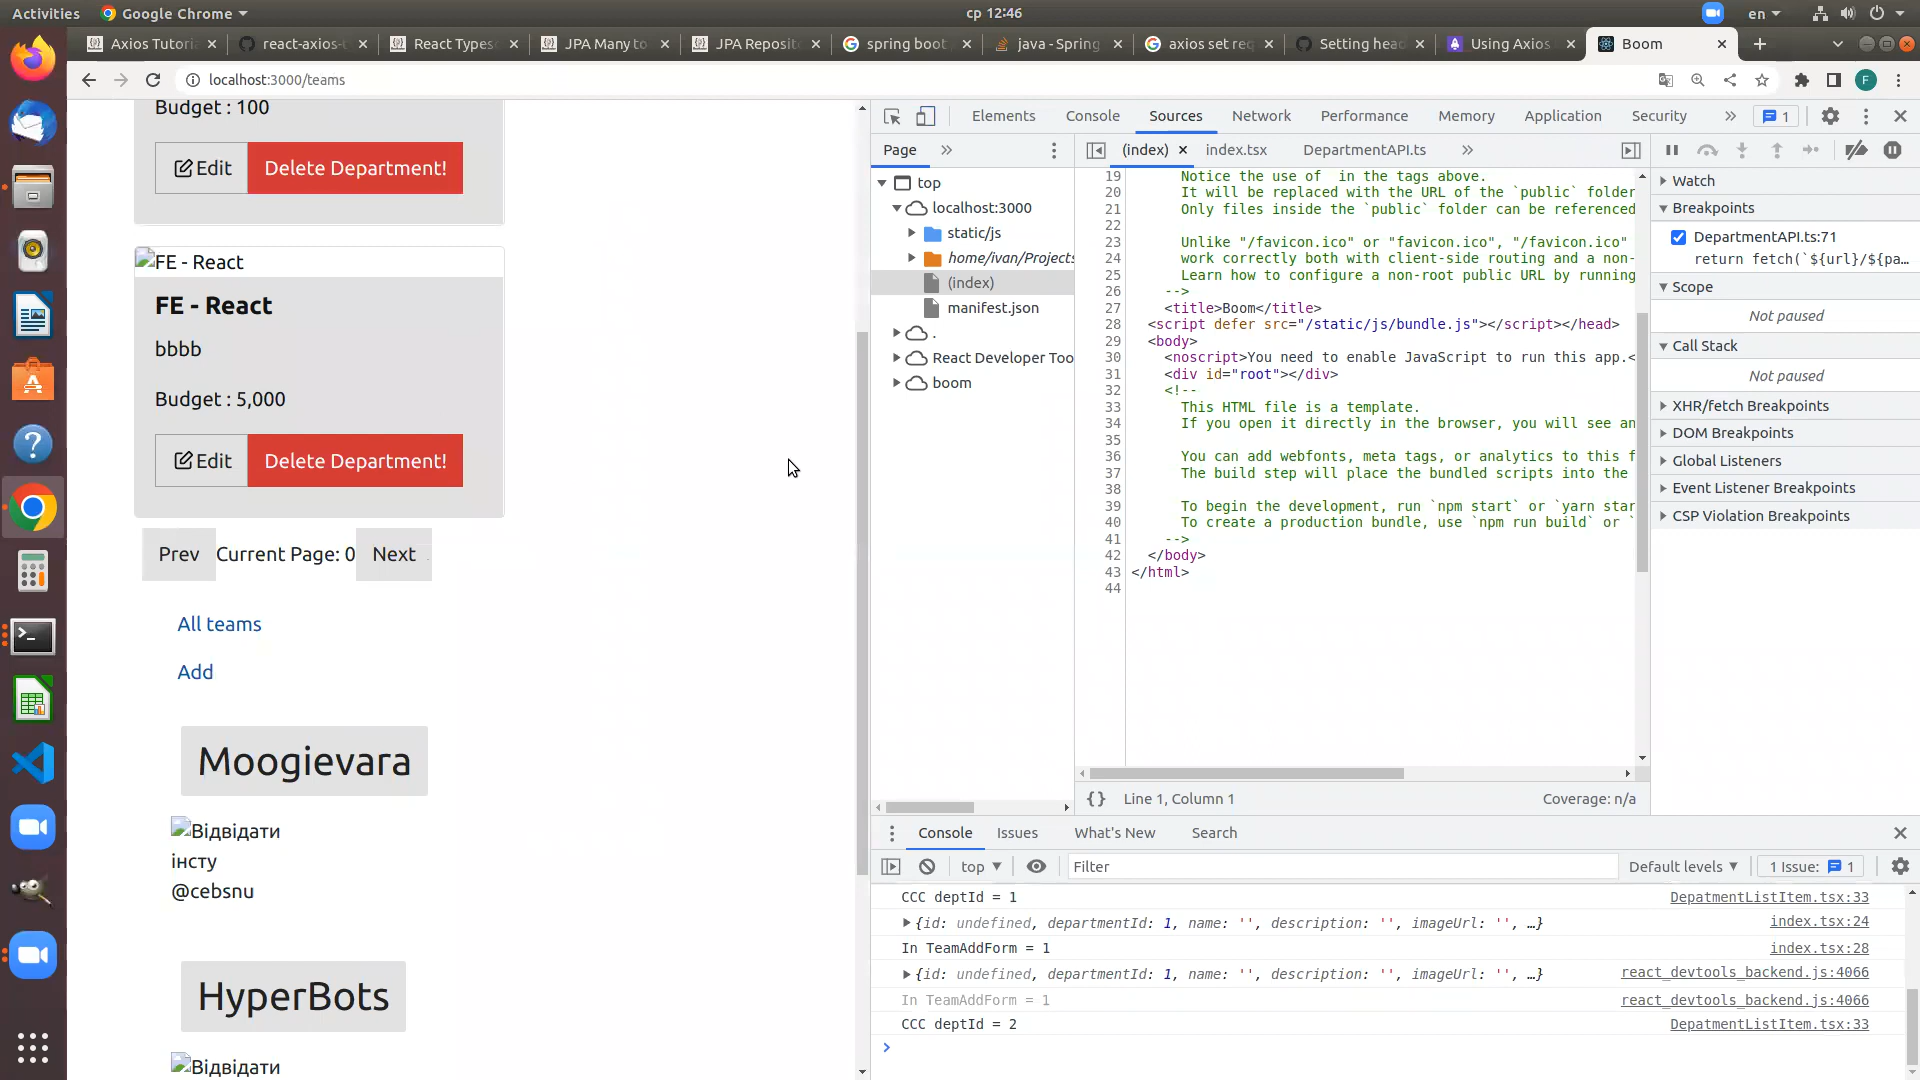 Activities
Google Chrome
ср 12:46
en
Axios Tutori
react-axios-t
React Types
JPA Many to
JPA Reposit
spring boot
java - Spring
axios set req
Setting head
Using Axios
Boom
localhost:3000/teams
F
Budget : 100
Edit
Delete Department!
FE - React
FE - React
bbbb
Budget : 5,000
Edit
Delete Department!
Prev
Current Page: 0
Next
All teams
Add
Moogievara
Відвідати
інсту
@cebsnu
HyperBots
Відвідати
Elements
Console
Sources
Network
Performance
Memory
Application
Security
1
Page
(index)
index.tsx
DepartmentAPI.ts
top
localhost:3000
static/js
home/ivan/Projects
(index)
manifest.json
.
React Developer Too
boom
19 Notice the use of  in the tags above.
20 It will be replaced with the URL of the `public` folder
21 Only files inside the `public` folder can be referenced
22
23 Unlike "/favicon.ico" or "favicon.ico", "/favicon.ico"
24 work correctly both with client-side routing and a non-
25 Learn how to configure a non-root public URL by running
26 -->
27 <title>Boom</title>
28 <script defer src="/static/js/bundle.js"></script></head>
29 <body>
30 <noscript>You need to enable JavaScript to run this app.<
31 <div id="root"></div>
32 <!--
33 This HTML file is a template.
34 If you open it directly in the browser, you will see an
35
36 You can add webfonts, meta tags, or analytics to this f
37 The build step will place the bundled scripts into the
38
39 To begin the development, run `npm start` or `yarn star
40 To create a production bundle, use `npm run build` or `
41 -->
42 </body>
43 </html>
44
{} Line 1, Column 1
Coverage: n/a
Watch
Breakpoints
DepartmentAPI.ts:71
return fetch(`${url}/${pa…
Scope
Not paused
Call Stack
Not paused
XHR/fetch Breakpoints
DOM Breakpoints
Global Listeners
Event Listener Breakpoints
CSP Violation Breakpoints
Console
Issues
What's New
Search
top
Filter
Default levels
1 Issue: 1
CCC deptId = 1 DepatmentListItem.tsx:33
{id: undefined, departmentId: 1, name: '', description: '', imageUrl: '', …} index.tsx:24
In TeamAddForm = 1 index.tsx:28
{id: undefined, departmentId: 1, name: '', description: '', imageUrl: '', …} react_devtools_backend.js:4066
In TeamAddForm = 1 react_devtools_backend.js:4066
CCC deptId = 2 DepatmentListItem.tsx:33